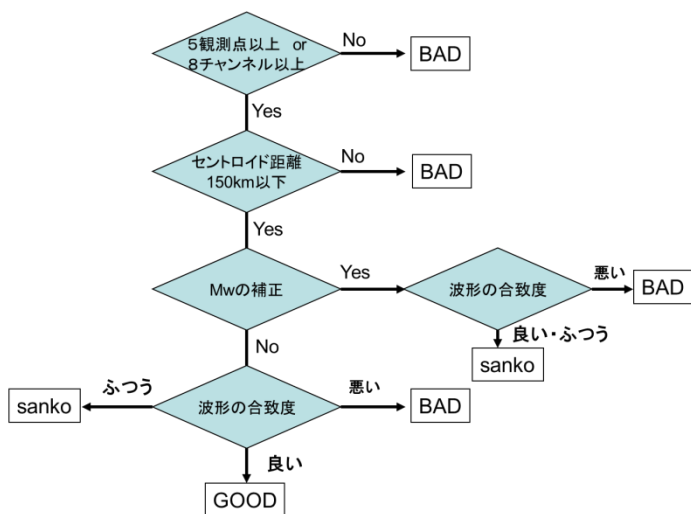 ５観測点以上 or
８チャンネル以上
No
BAD
Yes
セントロイド距離
150km以下
No
BAD
Yes
Mwの補正
Yes
波形の合致度
悪い
BAD
良い・ふつう
sanko
No
ふつう
sanko
波形の合致度
悪い
BAD
良い
GOOD